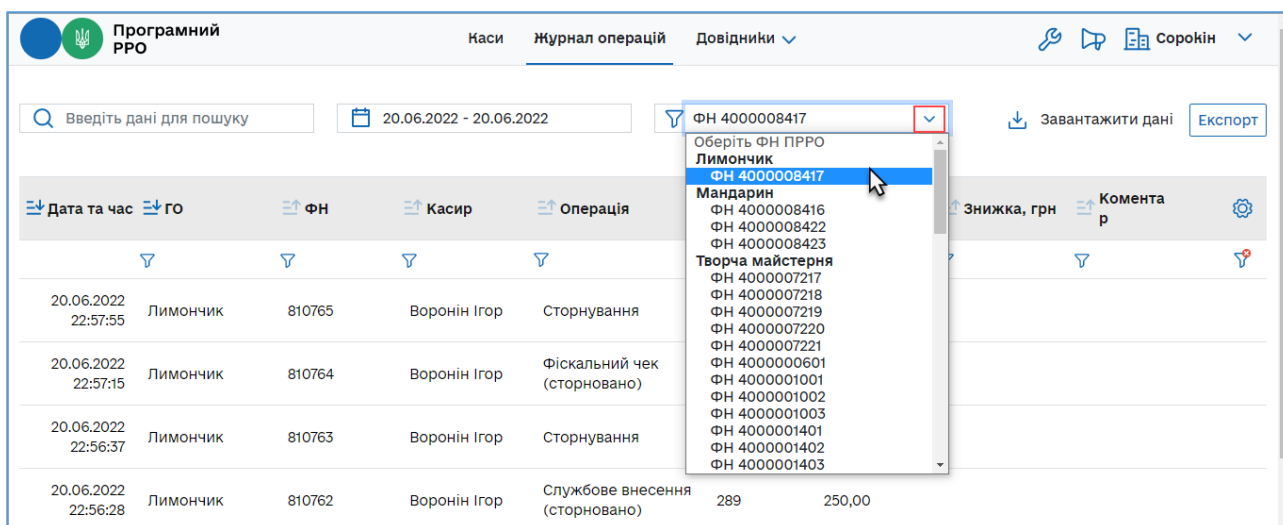 Програмний
РРО
Каси Журнал операцій Довідники Сорокін
Введіть дані для пошуку 20.06.2022 - 20.06.2022 ФН 4000008417 Завантажити дані Експорт
Оберіть ФН ПРРО
Лимончик
ФН 4000008417
Мандарин
ФН 4000008416
ФН 4000008422
ФН 4000008423
Творча майстерня
ФН 4000007217
ФН 4000007218
ФН 4000007219
ФН 4000007220
ФН 4000007221
ФН 4000000601
ФН 4000001001
ФН 4000001002
ФН 4000001003
ФН 4000001401
ФН 4000001402
ФН 4000001403
Дата та час ГО ФН Касир Операція Знижка, грн Комента
р
20.06.2022
22:57:55 Лимончик 810765 Воронін Ігор Сторнування
20.06.2022
22:57:15 Лимончик 810764 Воронін Ігор Фіскальний чек
(сторновано)
20.06.2022
22:56:37 Лимончик 810763 Воронін Ігор Сторнування
20.06.2022
22:56:28 Лимончик 810762 Воронін Ігор Службове внесення
(сторновано) 289 250,00